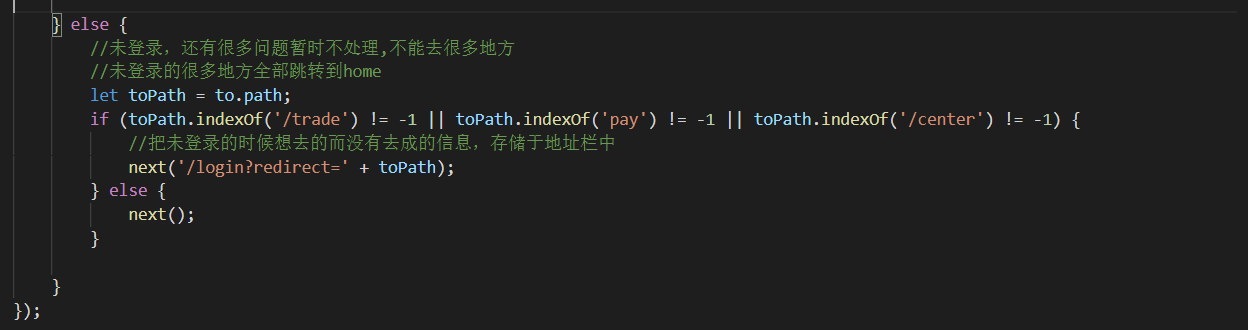 } else {
//未登录，还有很多问题暂时不处理,不能去很多地方
//未登录的很多地方全部跳转到home
let toPath = to.path;
if (toPath.indexOf('/trade') != -1 || toPath.indexOf('pay') != -1 || toPath.indexOf('/center') != -1) {
//把未登录的时候想去的而没有去成的信息，存储于地址栏中
next('/login?redirect=' + toPath);
} else {
next();
}
}
});